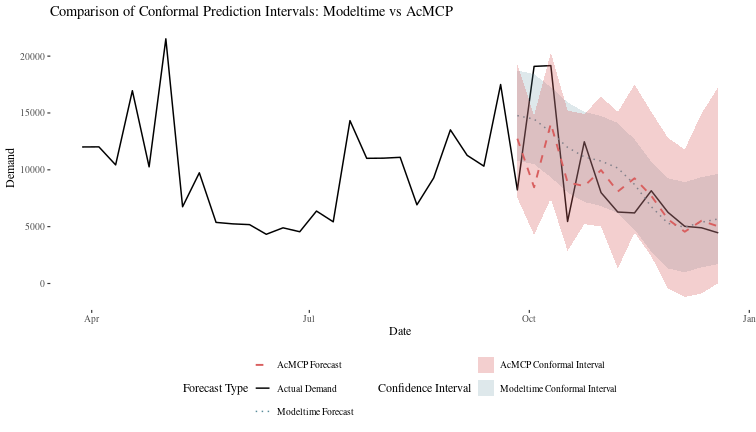 Comparison of Conformal Prediction Intervals: Modeltime vs AcMCP
20000
15000
10000
5000
0
Demand
Apr
Jul
Oct
Jan
Date
Forecast Type
AcMCP Forecast
Actual Demand
Modeltime Forecast
Confidence Interval
AcMCP Conformal Interval
Modeltime Conformal Interval